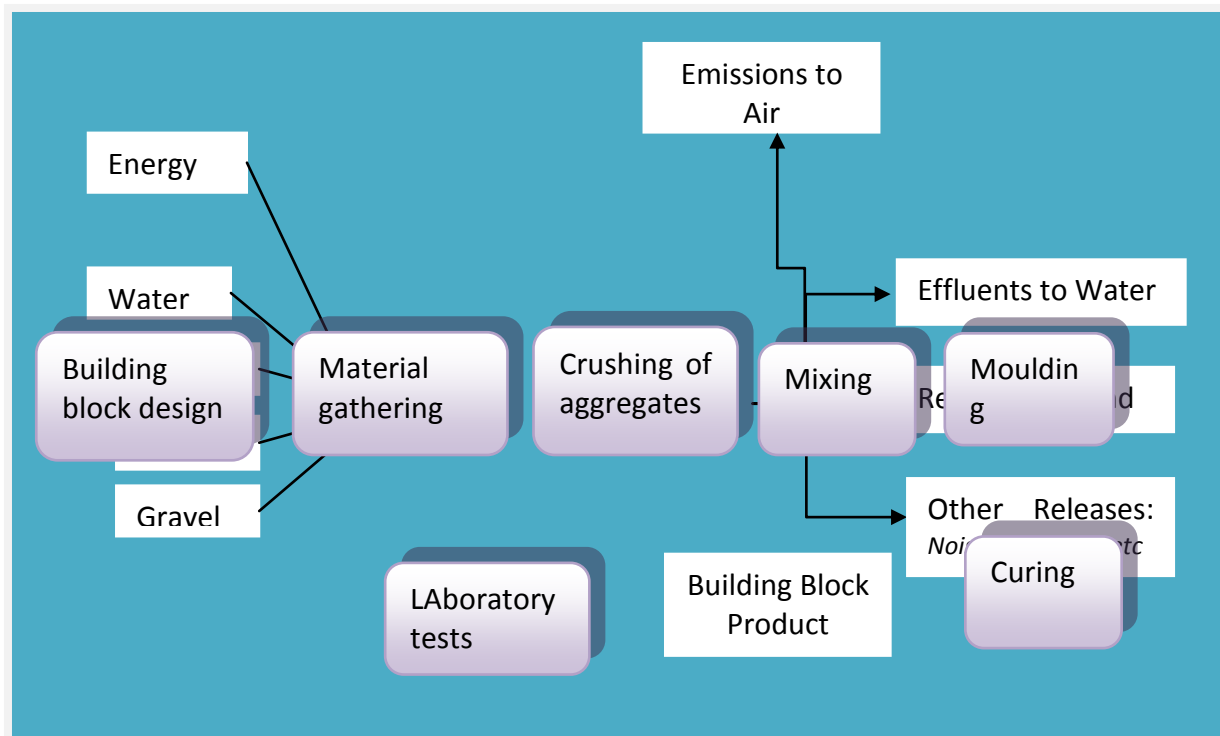 Emissions to
Air
Energy
Water
Effluents to Water
Building
block design
Material
gathering
Crushing of
aggregates
Mixing
Mouldin
g
Gravel
Other Releases:
etc
LAboratory
tests
Building Block
Product
Curing